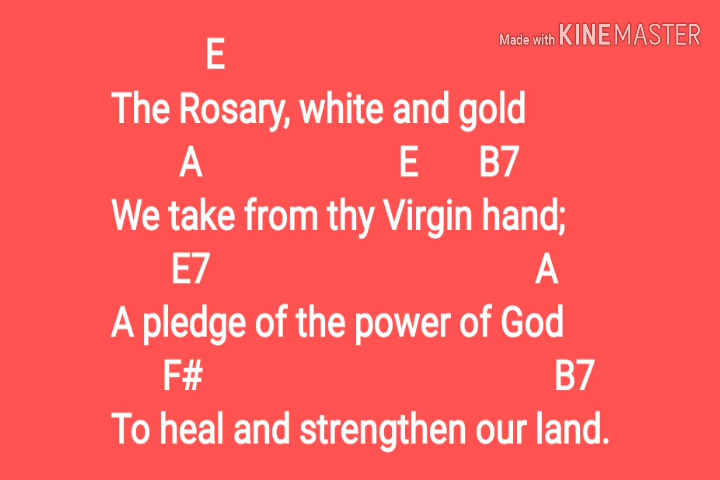 Made with KINEMASTER
E
The Rosary, white and gold
A E B7
We take from thy Virgin hand;
E7 A
A pledge of the power of God
F# B7
To heal and strengthen our land.